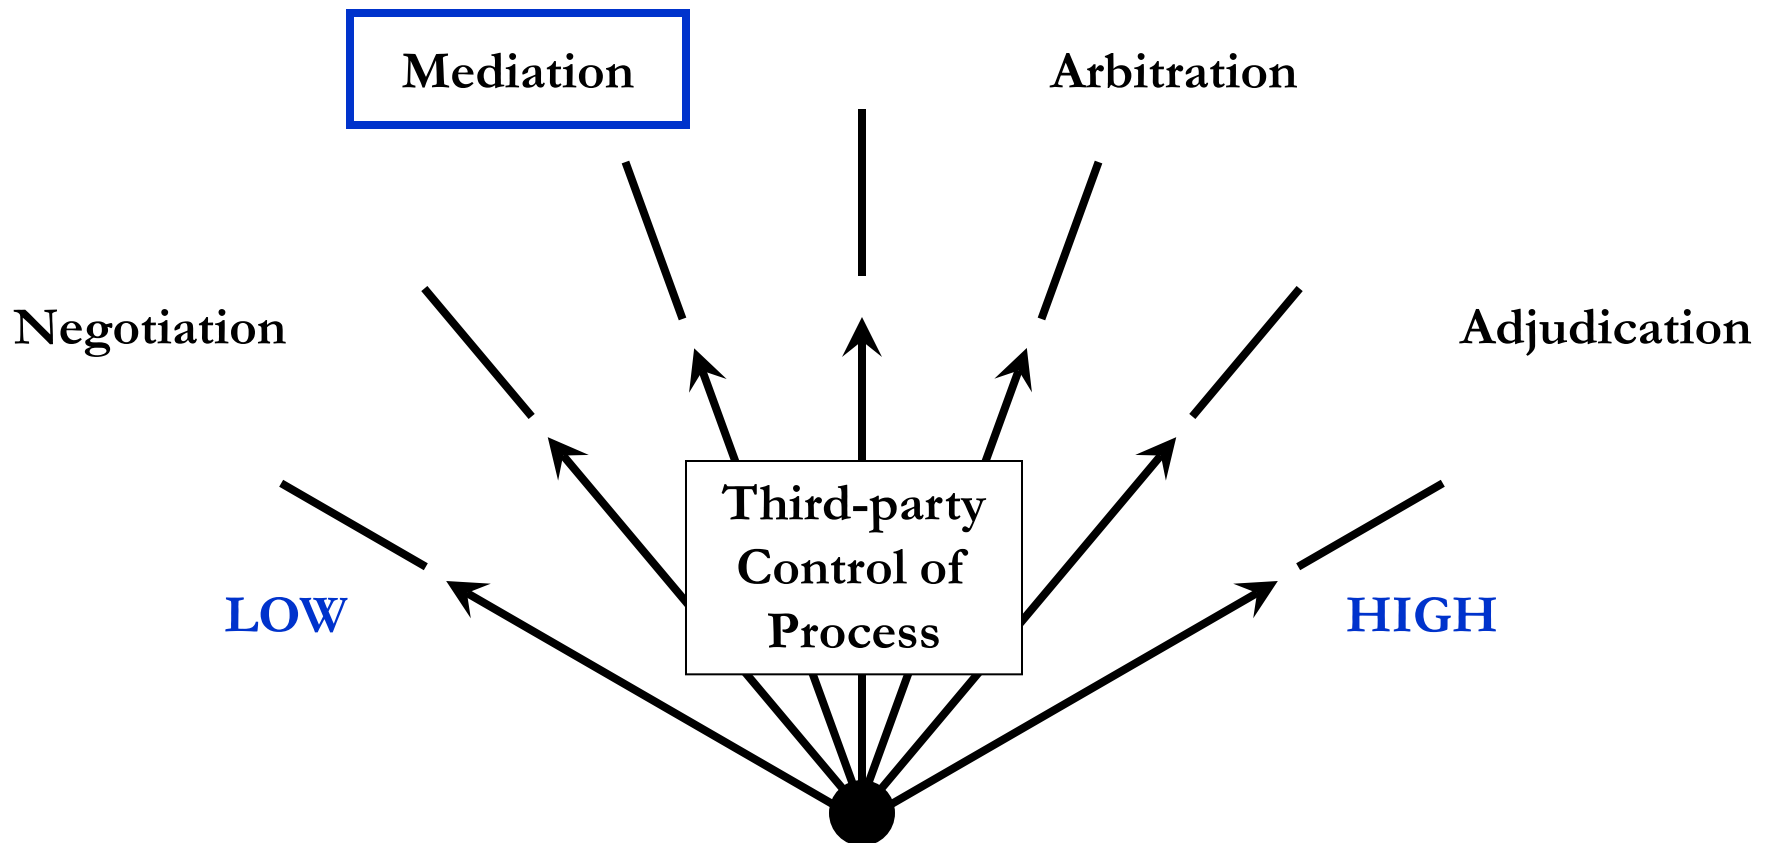 Mediation
Arbitration
Negotiation
Adjudication
Third-party
Control of
Process
LOW
HIGH